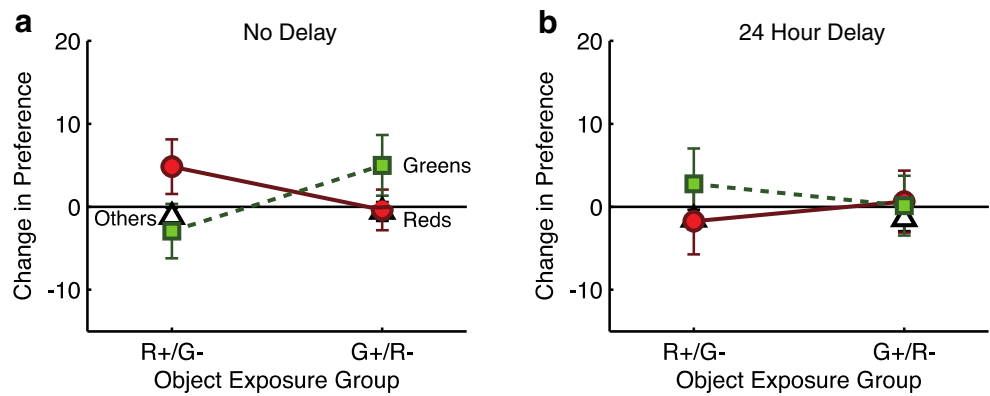 a
No Delay
20
10
0
-10
Change in Preference
Others
Greens
Reds
R+/G-
G+/R-
Object Exposure Group
b
24 Hour Delay
20
10
0
-10
Change in Preference
R+/G-
G+/R-
Object Exposure Group